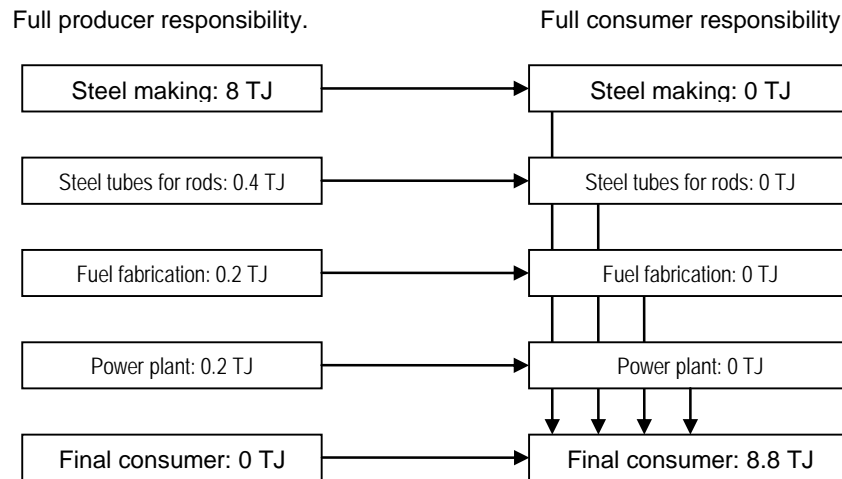 Full producer responsibility. Full consumer responsibility
Steel making: 8 TJ Steel making: 0 TJ
Steel tubes for rods: 0.4 TJ Steel tubes for rods: 0 TJ
Fuel fabrication: 0.2 TJ Fuel fabrication: 0 TJ
Power plant: 0.2 TJ Power plant: 0 TJ
Final consumer: 0 TJ Final consumer: 8.8 TJ